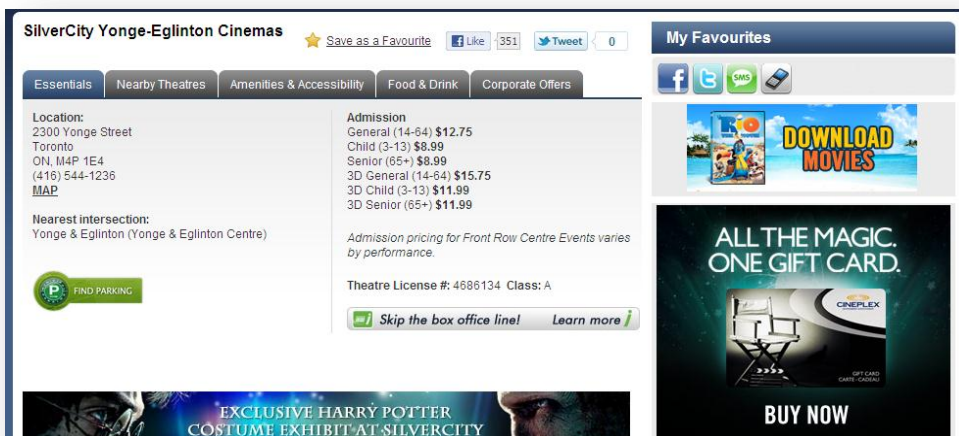 SilverCity Yonge-Eglinton Cinemas
Save as a Favourite
Like
351
Tweet
0
My Favourites
Essentials
Nearby Theatres
Amenities & Accessibility
Food & Drink
Corporate Offers
SMS
Location:
2300 Yonge Street
Toronto
ON, M4P 1E4
(416) 544-1236
MAP
Nearest intersection:
Yonge & Eglinton (Yonge & Eglinton Centre)
P FIND PARKING
Admission
General (14-64) $12.75
Child (3-13) $8.99
Senior (65+) $8.99
3D General (14-64) $15.75
3D Child (3-13) $11.99
3D Senior (65+) $11.99
Admission pricing for Front Row Centre Events varies
by performance.
Theatre License #: 4686134 Class: A
Skip the box office line! Learn more
RIO
DOWNLOAD
MOVIES
ALL THE MAGIC.
ONE GIFT CARD.
CINEPLEX
GIFT CARD
CARTE-CADEAU
BUY NOW
EXCLUSIVE HARRY POTTER
COSTUME EXHIBIT AT SILVERCITY